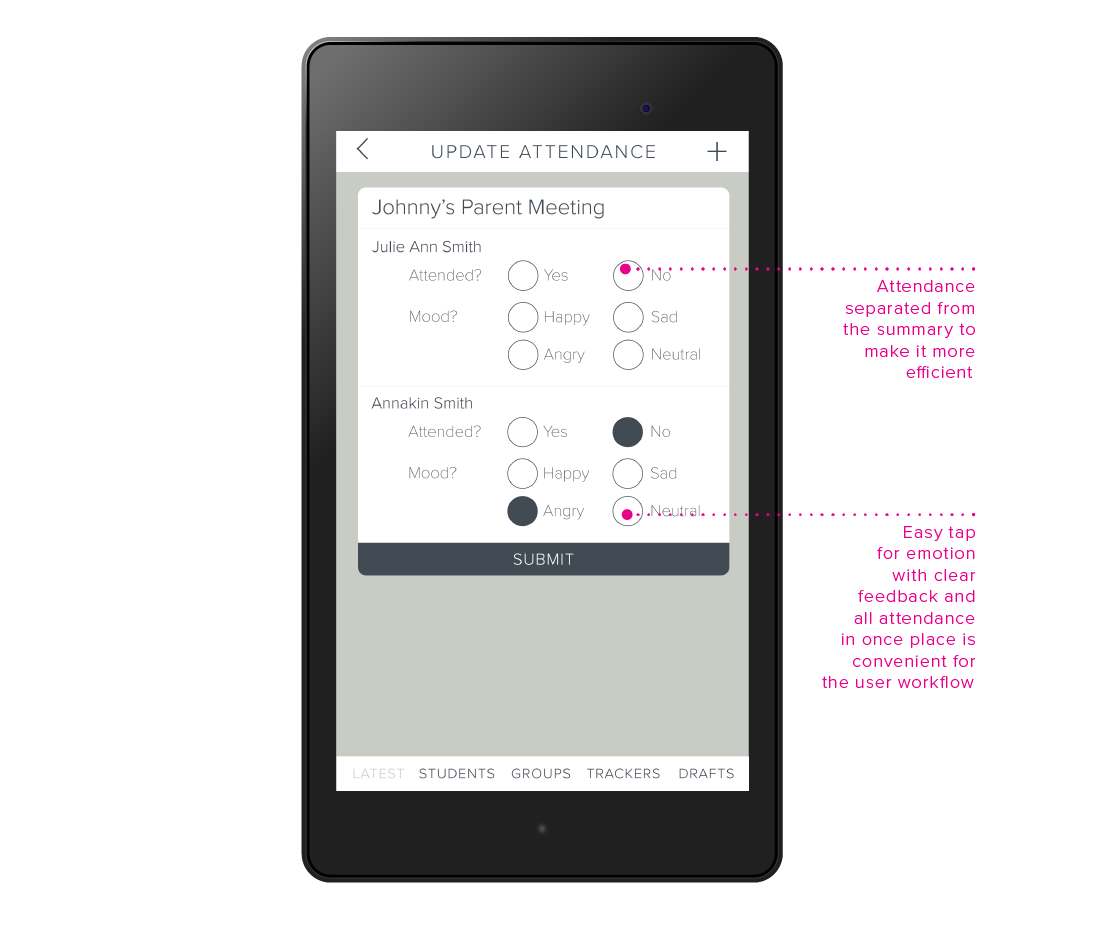 UPDATE ATTENDANCE
Johnny’s Parent Meeting
Julie Ann Smith
Attended? Yes No
Mood? Happy Sad
Angry Neutral
Annakin Smith
Attended? Yes No
Mood? Happy Sad
Angry Neutral
SUBMIT
LATEST STUDENTS GROUPS TRACKERS DRAFTS
Attendance
separated from
the summary to
make it more
efficient
Easy tap
for emotion
with clear
feedback and
all attendance
in once place is
convenient for
the user workflow